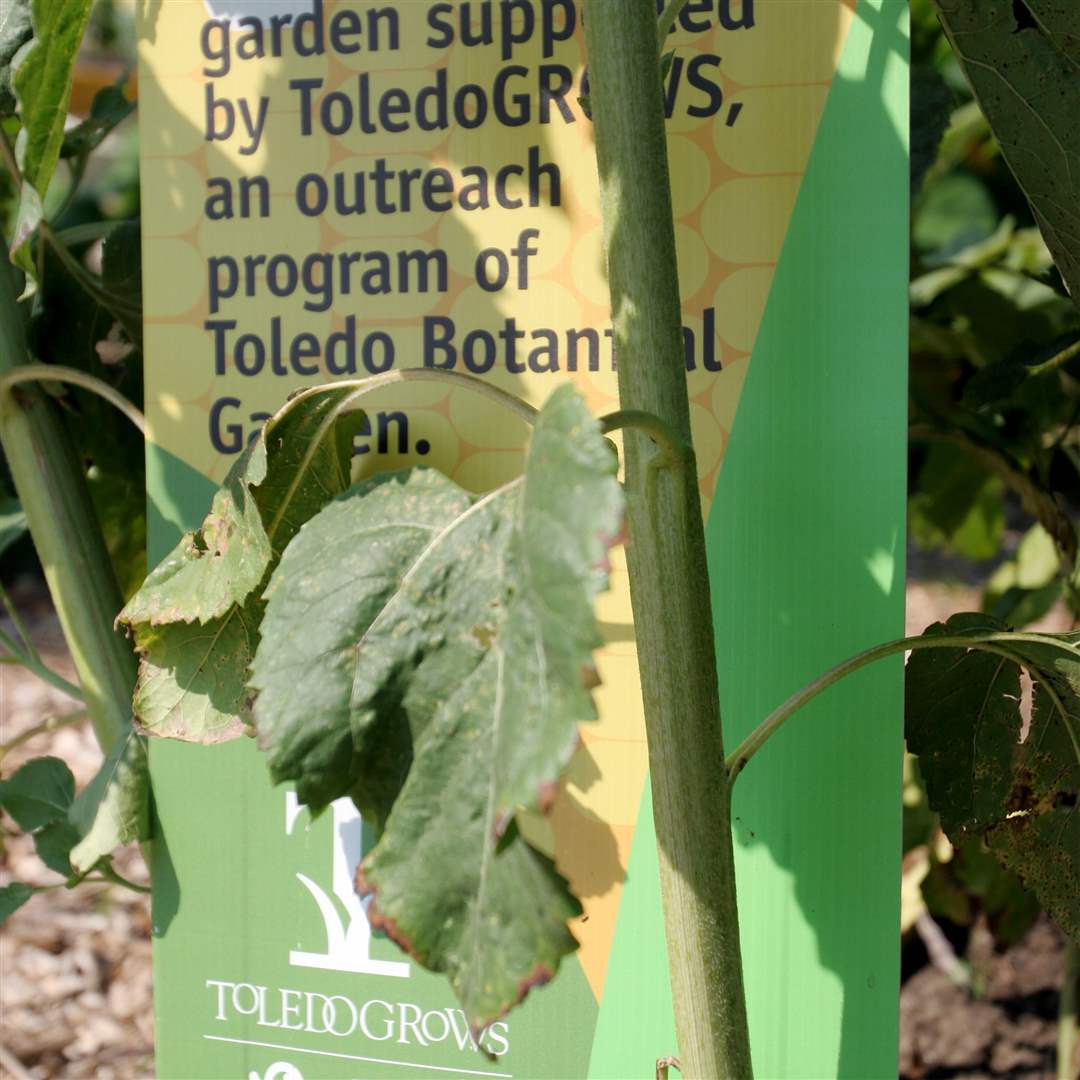 garden supported
by ToledoGROWS,
an outreach
program of
Toledo Botanical
Garden.
TOLEDOGROWS